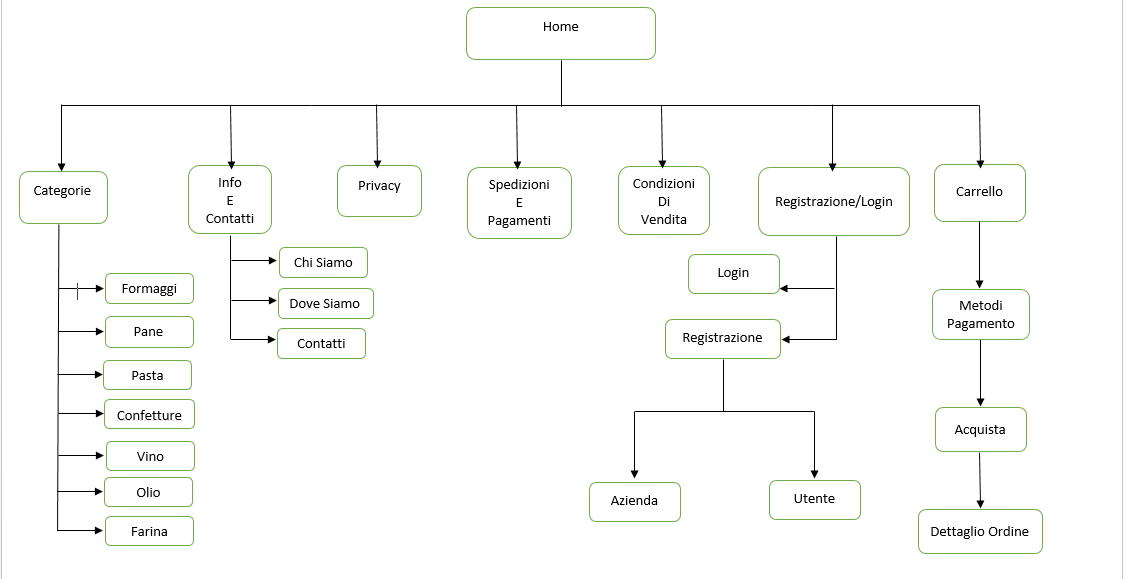 Home
Categorie
Info
E
Contatti
Privacy
Spedizioni
E
Pagamenti
Condizioni
Di
Vendita
Registrazione/Login
Carrello
Formaggi
Pane
Pasta
Confetture
Vino
Olio
Farina
Chi Siamo
Dove Siamo
Contatti
Login
Registrazione
Azienda
Utente
Metodi
Pagamento
Acquista
Dettaglio Ordine